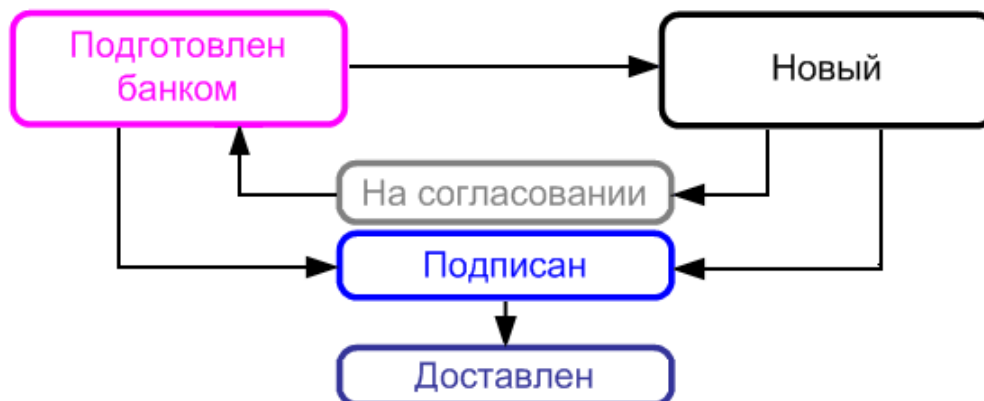 Подготовлен
банком
Новый
На согласовании
Подписан
Доставлен